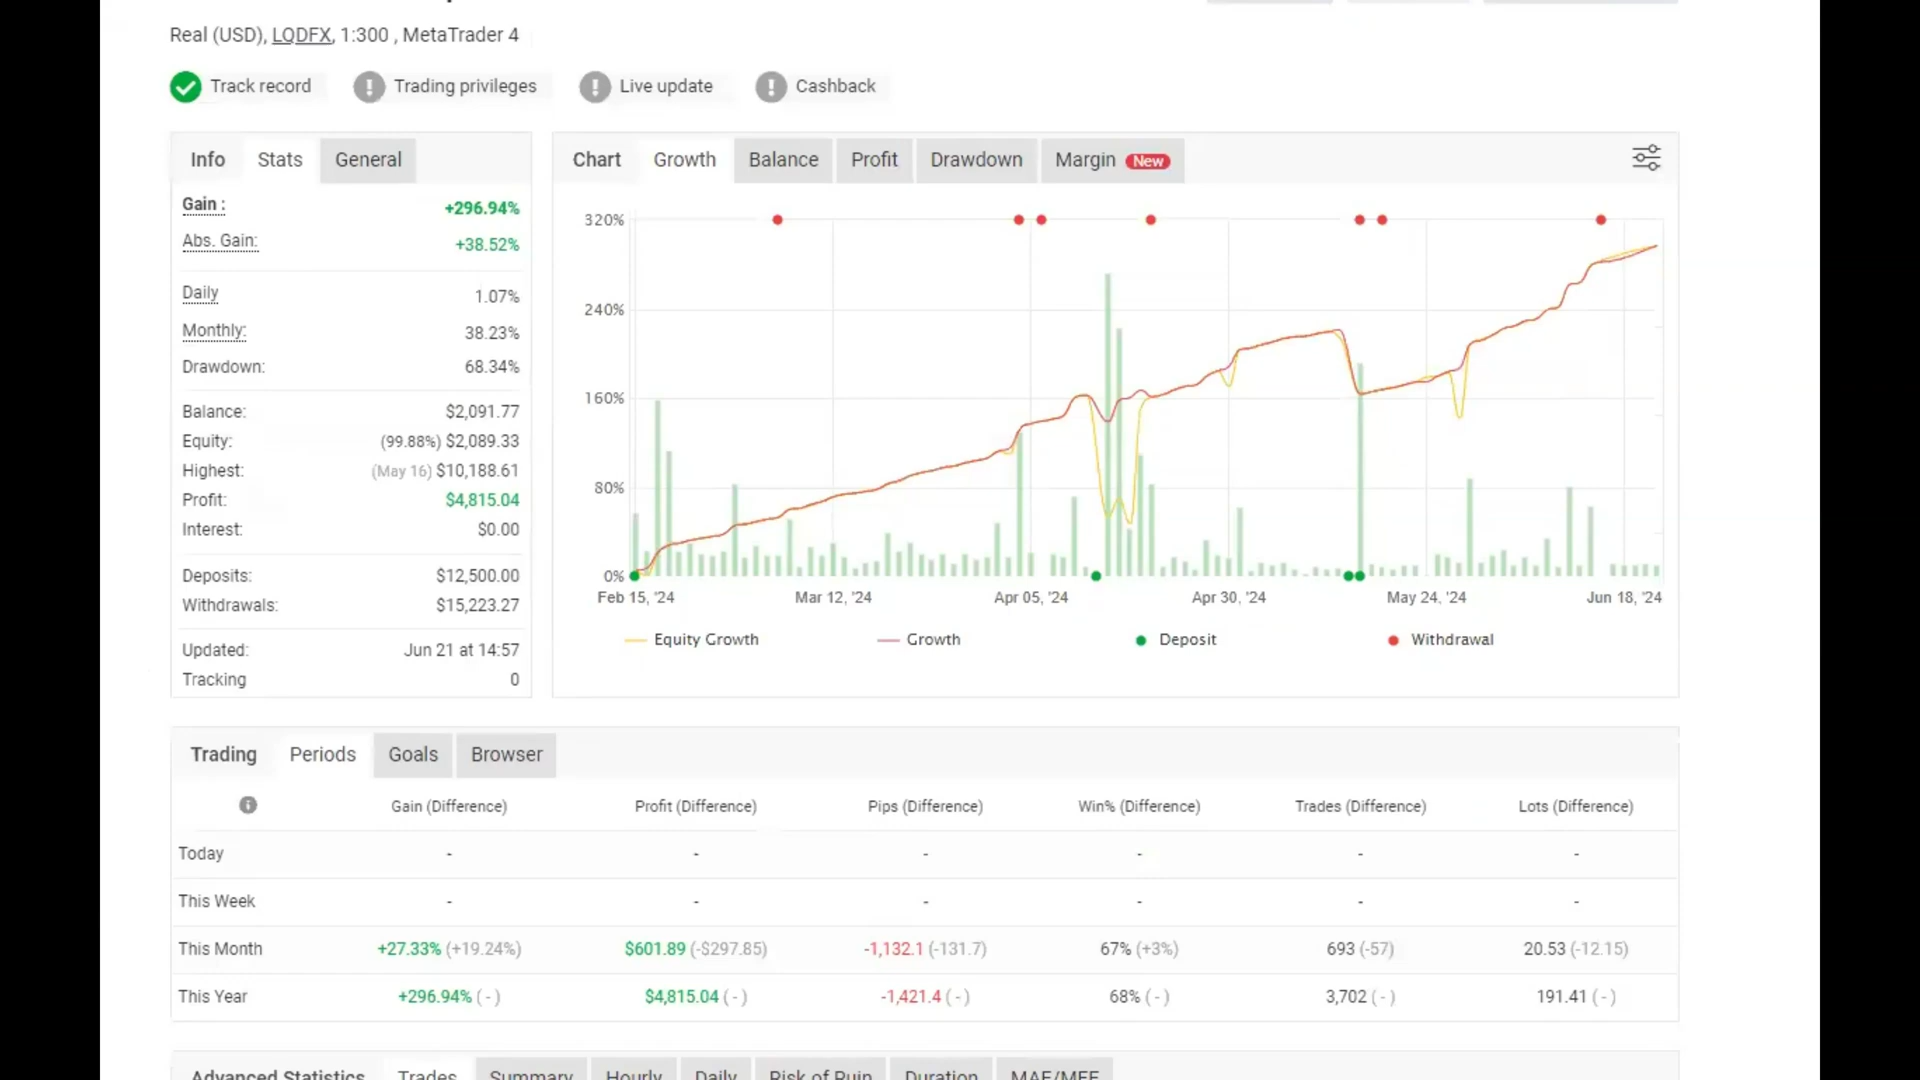 Real (USD), LQDFX, 1:300 , MetaTrader 4
Track record Trading privileges Live update Cashback
Info Stats General
Gain : +296.94%
Abs. Gain: +38.52%
Daily 1.07%
Monthly: 38.23%
Drawdown: 68.34%
Balance: $2,091.77
Equity: (99.88%) $2,089.33
Highest: (May 16) $10,188.61
Profit: $4,815.04
Interest: $0.00
Deposits: $12,500.00
Withdrawals: $15,223.27
Updated: Jun 21 at 14:57
Tracking 0
Chart Growth Balance Profit Drawdown Margin New
320%
240%
160%
80%
0%
Feb 15, '24 Mar 12, '24 Apr 05, '24 Apr 30, '24 May 24, '24 Jun 18, '24
Equity Growth Growth Deposit Withdrawal
Trading Periods Goals Browser
Gain (Difference) Profit (Difference) Pips (Difference) Win% (Difference) Trades (Difference) Lots (Difference)
Today - - - - - -
This Week - - - - - -
This Month +27.33% (+19.24%) $601.89 (-$297.85) -1,132.1 (-131.7) 67% (+3%) 693 (-57) 20.53 (-12.15)
This Year +296.94% ( - ) $4,815.04 ( - ) -1,421.4 ( - ) 68% ( - ) 3,702 ( - ) 191.41 ( - )
Advanced Statistics Trades Summary Hourly Daily Risk of Ruin Duration MAE/MFE